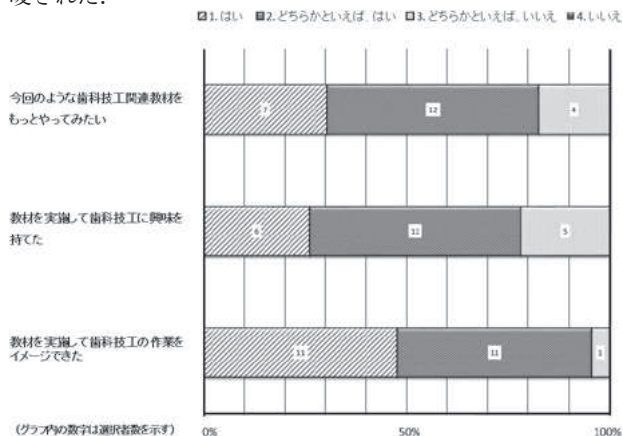 1. はい 2. どちらかといえば、はい 3. どちらかといえば、いいえ 4. いいえ
今回のような歯科技工関連教材を
もっとやってみたい
7 12 4
教材を実施して歯科技工に興味を
持てた
6 12 5
教材を実施して歯科技工の作業を
イメージできた
11 11 1
(グラフ内の数字は選択者数を示す)
0% 50% 100%